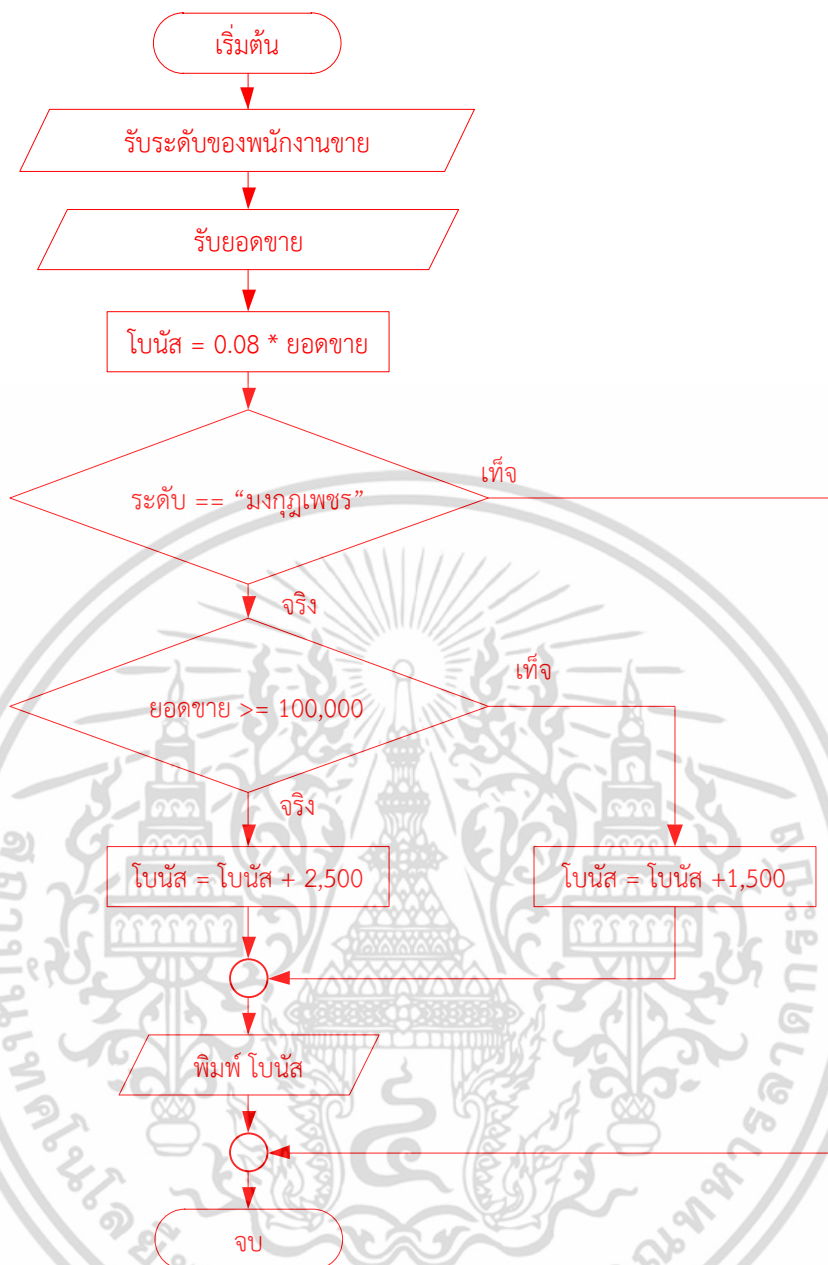 เริ่มต้น
รับระดับของพนักงานขาย
รับยอดขาย
โบนัส = 0.08 * ยอดขาย
ระดับ == “มงกุฎเพชร”
เท็จ
จริง
ยอดขาย >= 100,000
เท็จ
จริง
โบนัส = โบนัส + 2,500
โบนัส = โบนัส +1,500
พิมพ์ โบนัส
จบ